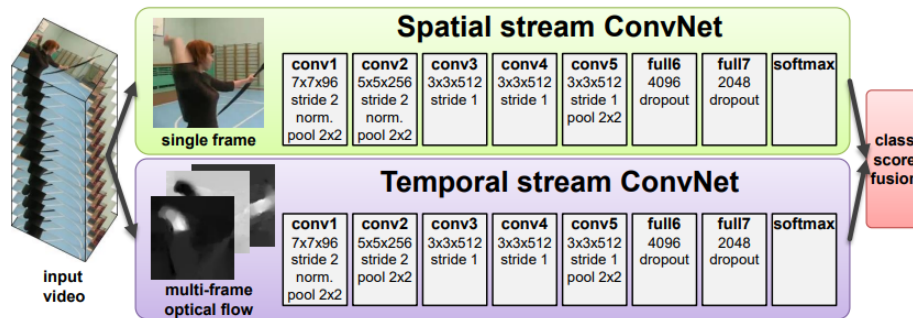 Spatial stream ConvNet
conv1
7x7x96
stride 2
norm.
pool 2x2
conv2
5x5x256
stride 2
norm.
pool 2x2
conv3
3x3x512
stride 1
conv4
3x3x512
stride 1
conv5
3x3x512
stride 1
pool 2x2
full6
4096
dropout
full7
2048
dropout
softmax
single frame
Temporal stream ConvNet
conv1
7x7x96
stride 2
norm.
pool 2x2
conv2
5x5x256
stride 2
pool 2x2
conv3
3x3x512
stride 1
conv4
3x3x512
stride 1
conv5
3x3x512
stride 1
pool 2x2
full6
4096
dropout
full7
2048
dropout
softmax
multi-frame
optical flow
input
video
class
score
fusion